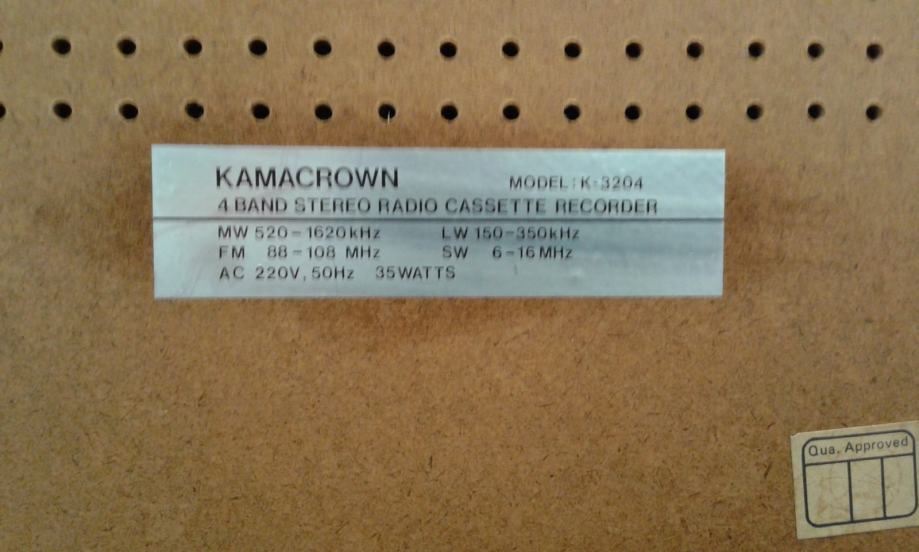 KAMACROWN MODEL: K-3204
4 BAND STEREO RADIO CASSETTE RECORDER
MW 520-1620kHz LW 150-350kHz
FM 88-108 MHz SW 6-16MHz
AC 220V, 50Hz 35WATTS
Qua. Approved